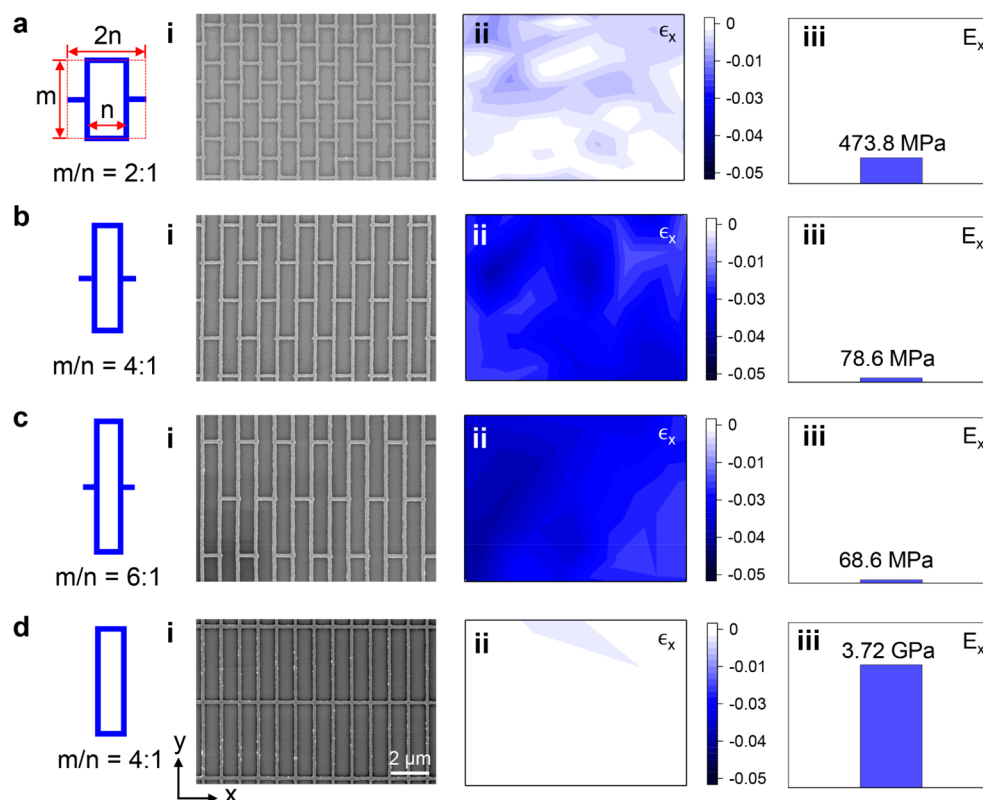 a
2n
m
n
m/n = 2:1
i
ii
ϵx
0
-0.01
-0.03
-0.04
-0.05
iii
Ex
473.8 MPa
b
m/n = 4:1
i
ii
ϵx
0
-0.01
-0.03
-0.04
-0.05
iii
Ex
78.6 MPa
c
m/n = 6:1
i
ii
ϵx
0
-0.01
-0.03
-0.04
-0.05
iii
Ex
68.6 MPa
d
m/n = 4:1
i
2 μm
y
x
ii
ϵx
0
-0.01
-0.03
-0.04
-0.05
iii
Ex
3.72 GPa